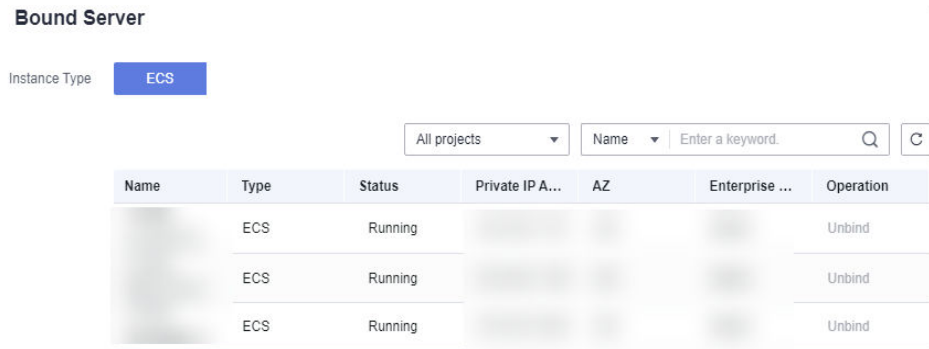 Bound Server
Instance Type ECS
All projects Name Enter a keyword.
Name Type Status Private IP A... AZ Enterprise ... Operation
ECS Running Unbind
ECS Running Unbind
ECS Running Unbind